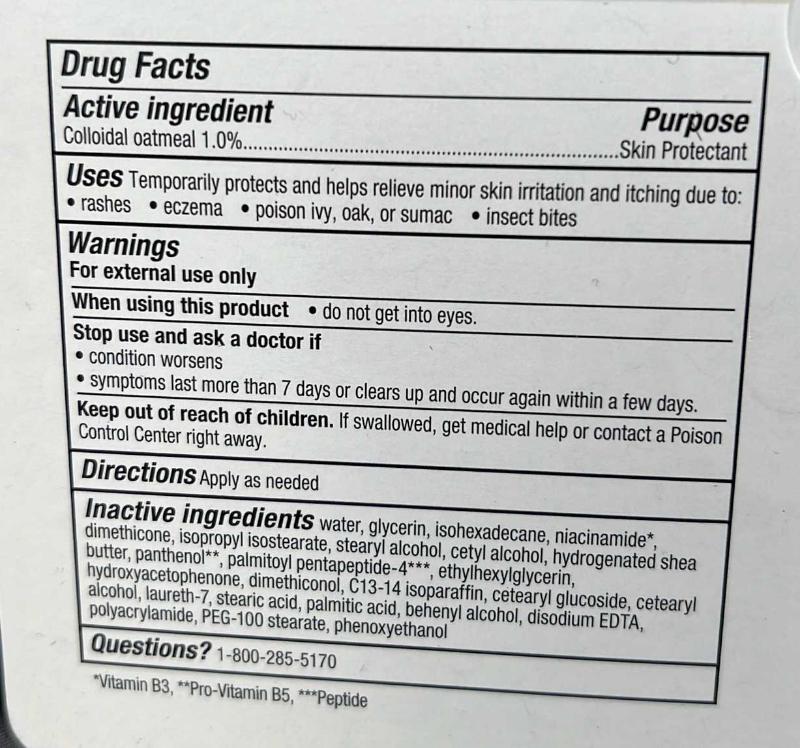 Drug Facts
Active ingredient Purpose
Colloidal oatmeal 1.0%..................................................................Skin Protectant
Uses Temporarily protects and helps relieve minor skin irritation and itching due to:
• rashes • eczema • poison ivy, oak, or sumac • insect bites
Warnings
For external use only
When using this product • do not get into eyes.
Stop use and ask a doctor if
• condition worsens
• symptoms last more than 7 days or clears up and occur again within a few days.
Keep out of reach of children. If swallowed, get medical help or contact a Poison
Control Center right away.
Directions Apply as needed
Inactive ingredients water, glycerin, isohexadecane, niacinamide*,
dimethicone, isopropyl isostearate, stearyl alcohol, cetyl alcohol, hydrogenated shea
butter, panthenol**, palmitoyl pentapeptide-4***, ethylhexylglycerin,
hydroxyacetophenone, dimethiconol, C13-14 isoparaffin, cetearyl glucoside, cetearyl
alcohol, laureth-7, stearic acid, palmitic acid, behenyl alcohol, disodium EDTA,
polyacrylamide, PEG-100 stearate, phenoxyethanol
Questions? 1-800-285-5170
*Vitamin B3, **Pro-Vitamin B5, ***Peptide